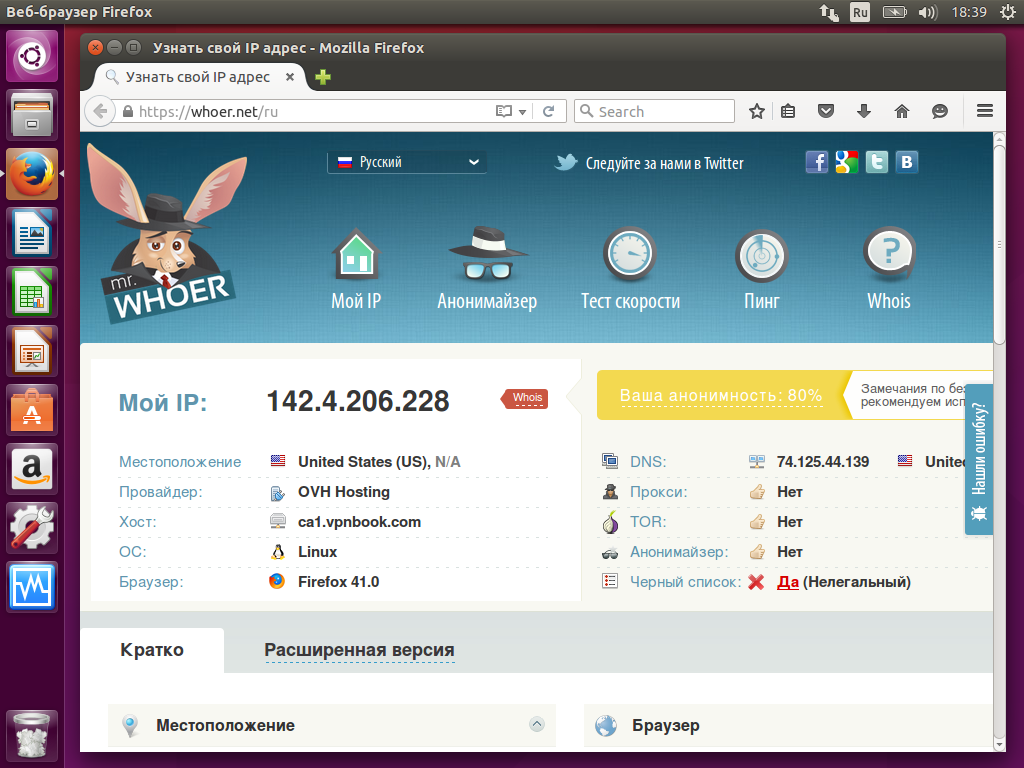 Веб-браузер Firefox
Ru
18:39
Узнать свой IP адрес - Mozilla Firefox
Узнать свой IP адрес
https://whoer.net/ru
Search
Русский
Следуйте за нами в Twitter
mr.
WHOER
Мой IP
Анонимайзер
Тест скорости
Пинг
Whois
Мой IP:
142.4.206.228
Whois
Ваша анонимность: 80%
Замечания по без
рекомендуем исп
Нашли ошибку?
Местоположение
United States (US), N/A
Провайдер:
OVH Hosting
Хост:
ca1.vpnbook.com
ОС:
Linux
Браузер:
Firefox 41.0
DNS:
74.125.44.139
Unite
Прокси:
Нет
TOR:
Нет
Анонимайзер:
Нет
Черный список:
Да (Нелегальный)
Кратко
Расширенная версия
Местоположение
Браузер